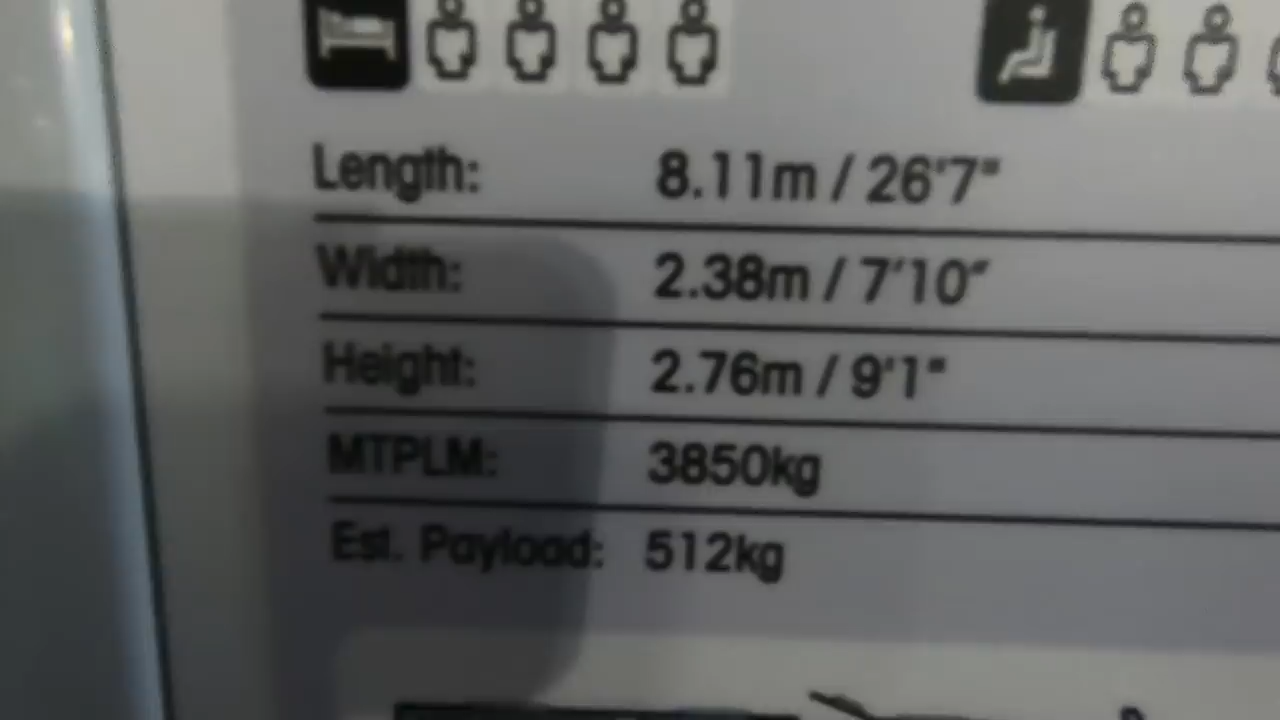 Length: 8.11m / 26'7"
Width: 2.38m / 7'10"
Height: 2.76m / 9'1"
MTPLM: 3850kg
Est. Payload: 512kg